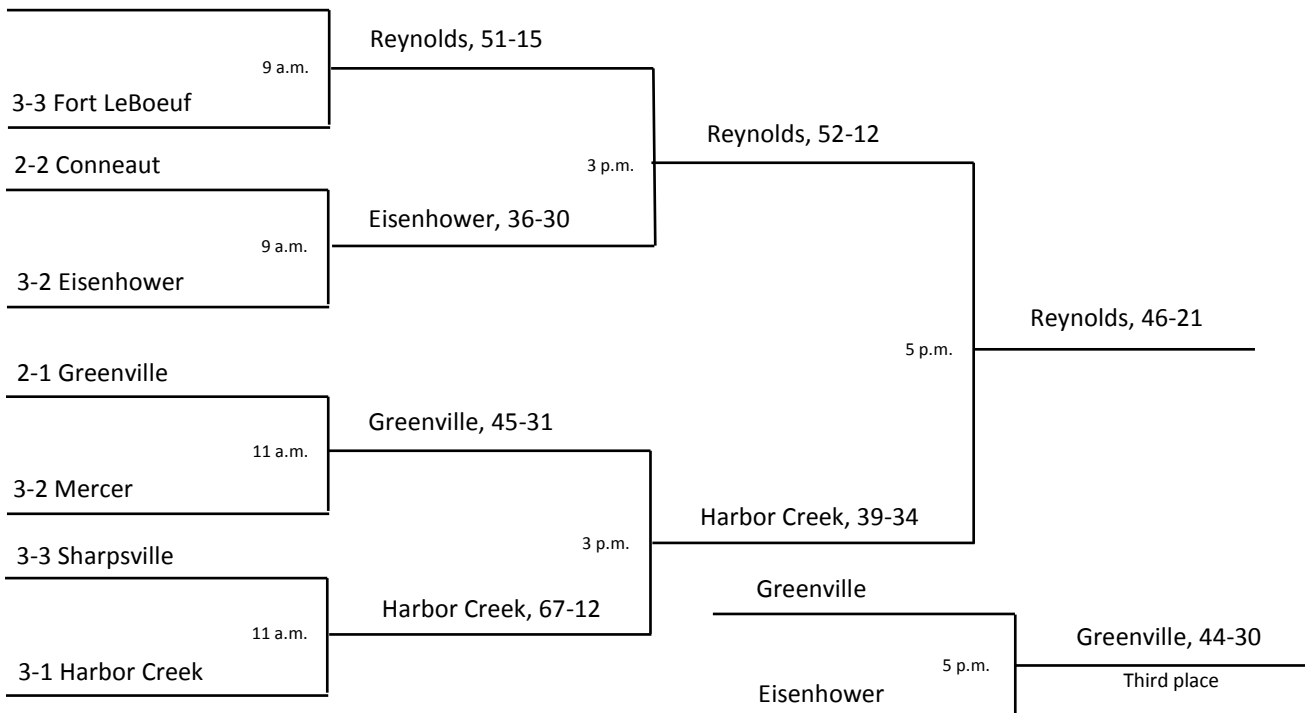 Reynolds, 51-15
9 a.m.
3-3 Fort LeBoeuf
Reynolds, 52-12
2-2 Conneaut
3 p.m.
Eisenhower, 36-30
9 a.m.
3-2 Eisenhower
Reynolds, 46-21
5 p.m.
2-1 Greenville
Greenville, 45-31
11 a.m.
3-2 Mercer
Harbor Creek, 39-34
3 p.m.
3-3 Sharpsville
Harbor Creek, 67-12
11 a.m.
3-1 Harbor Creek
Greenville
5 p.m.
Eisenhower
Greenville, 44-30
Third place